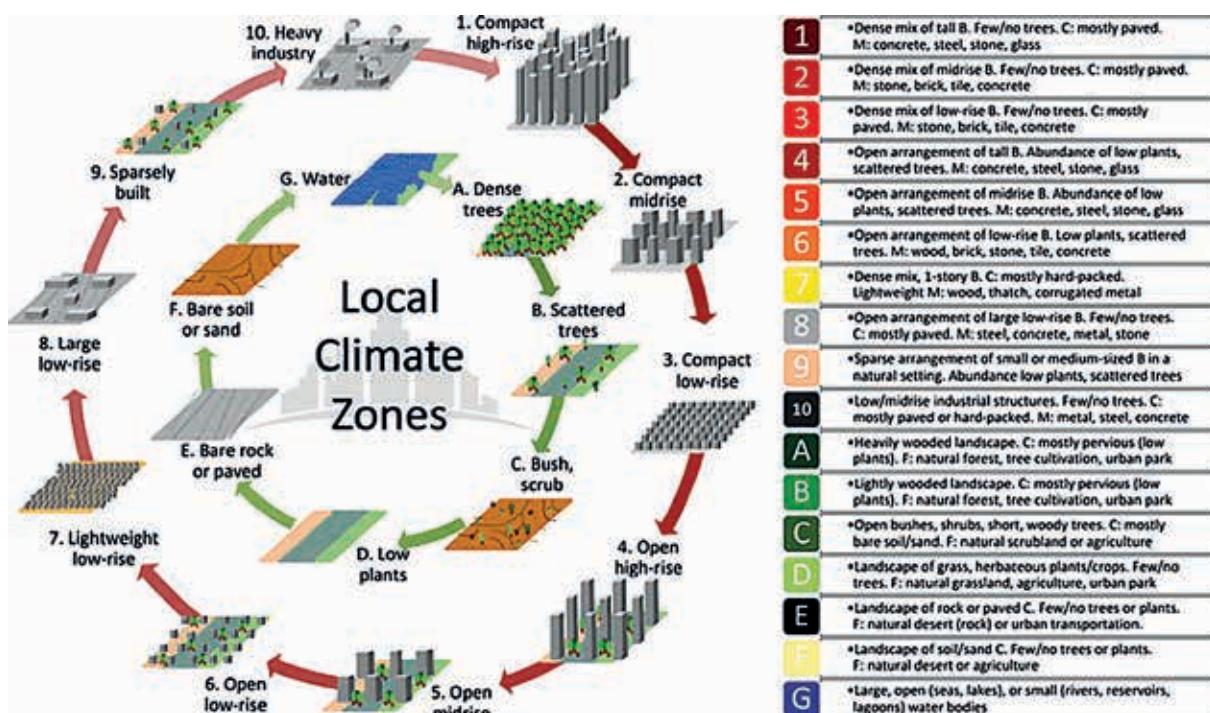 10. Heavy
industry
1. Compact
high-rise
9. Sparsely
built
G. Water
A. Dense
trees
2. Compact
midrise
F. Bare soil
or sand
Local
Climate
Zones
B. Scattered
trees
8. Large
low-rise
3. Compact
low-rise
E. Bare rock
or paved
C. Bush,
scrub
7. Lightweight
low-rise
D. Low
plants
4. Open
high-rise
6. Open
low-rise
5. Open
midrise
1
•Dense mix of tall B. Few/no trees. C: mostly paved.
M: concrete, steel, stone, glass
2
•Dense mix of midrise B. Few/no trees. C: mostly paved.
M: stone, brick, tile, concrete
3
•Dense mix of low-rise B. Few/no trees. C: mostly
paved. M: stone, brick, tile, concrete
4
•Open arrangement of tall B. Abundance of low plants,
scattered trees. M: concrete, steel, stone, glass
5
•Open arrangement of midrise B. Abundance of low
plants, scattered trees. M: concrete, steel, stone, glass
6
•Open arrangement of low-rise B. Low plants, scattered
trees. M: wood, brick, stone, tile, concrete
7
•Dense mix, 1-story B. C: mostly hard-packed.
Lightweight M: wood, thatch, corrugated metal
8
•Open arrangement of large low-rise B. Few/no trees.
C: mostly paved. M: steel, concrete, metal, stone
9
•Sparse arrangement of small or medium-sized B in a
natural setting. Abundance low plants, scattered trees
10
•Low/midrise industrial structures. Few/no trees. C:
mostly paved or hard-packed. M: metal, steel, concrete
A
•Heavily wooded landscape. C: mostly pervious (low
plants). F: natural forest, tree cultivation, urban park
B
•Lightly wooded landscape. C: mostly pervious (low
plants). F: natural forest, tree cultivation, urban park
C
•Open bushes, shrubs, short, woody trees. C: mostly
bare soil/sand. F: natural scrubland or agriculture
D
•Landscape of grass, herbaceous plants/crops. Few/no
trees. F: natural grassland, agriculture, urban park
E
•Landscape of rock or paved C. Few/no trees or plants.
F: natural desert (rock) or urban transportation.
F
•Landscape of soil/sand C. Few/no trees or plants.
F: natural desert or agriculture
G
•Large, open (seas, lakes), or small (rivers, reservoirs,
lagoons) water bodies